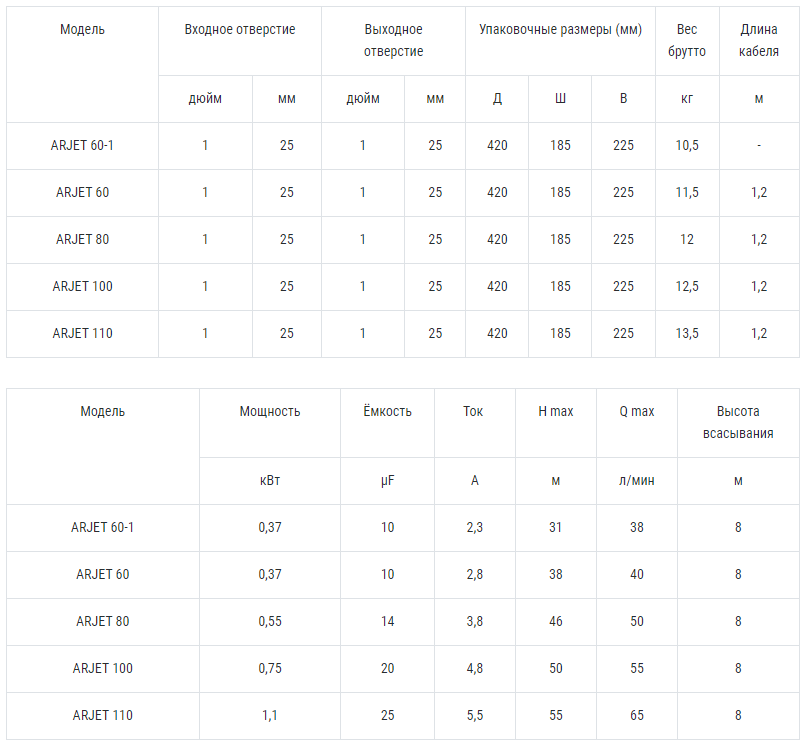 Модель Входное отверстие Выходное отверстие Упаковочные размеры (мм) Вес брутто Длина кабеля
дюйм мм дюйм мм Д Ш В кг м
ARJET 60-1 1 25 1 25 420 185 225 10,5 -
ARJET 60 1 25 1 25 420 185 225 11,5 1,2
ARJET 80 1 25 1 25 420 185 225 12 1,2
ARJET 100 1 25 1 25 420 185 225 12,5 1,2
ARJET 110 1 25 1 25 420 185 225 13,5 1,2
Модель Мощность Ёмкость Ток H max Q max Высота всасывания
кВт µF А м л/мин м
ARJET 60-1 0,37 10 2,3 31 38 8
ARJET 60 0,37 10 2,8 38 40 8
ARJET 80 0,55 14 3,8 46 50 8
ARJET 100 0,75 20 4,8 50 55 8
ARJET 110 1,1 25 5,5 55 65 8